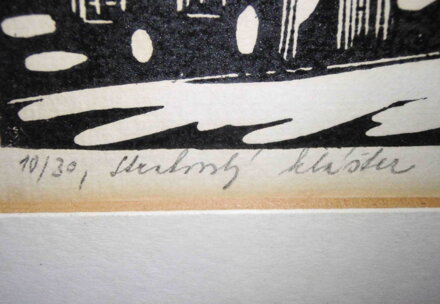 10/30, Strahovský klášter